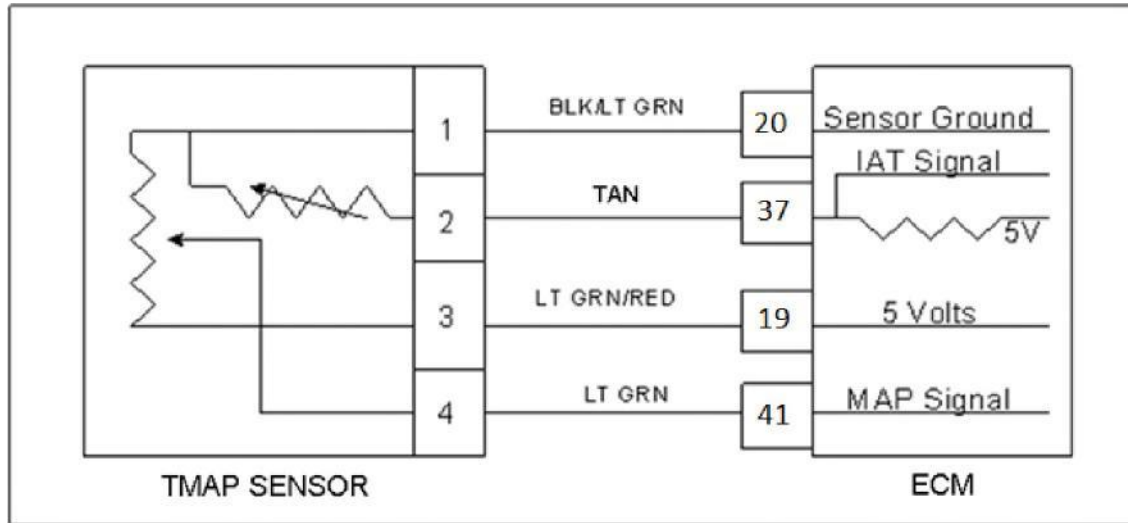 1 BLK/LT GRN 20 Sensor Ground
IAT Signal
2 TAN 37
5V
3 LT GRN/RED 19 5 Volts
4 LT GRN 41 MAP Signal
TMAP SENSOR ECM